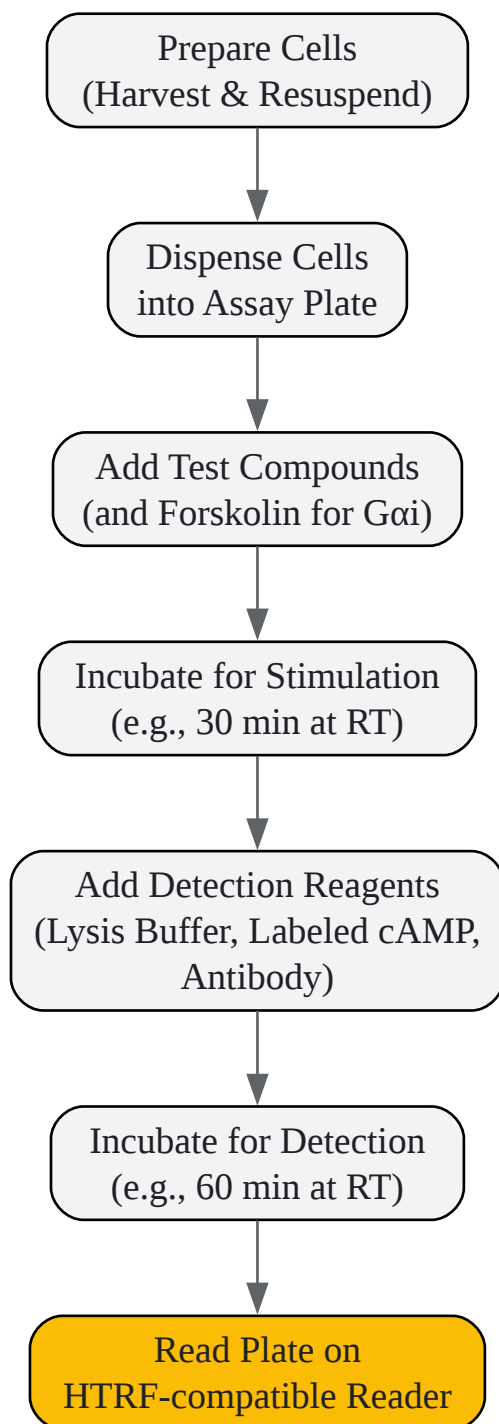 Prepare Cells
(Harvest & Resuspend)
Dispense Cells
into Assay Plate
Add Test Compounds
(and Forskolin for Gαi)
Incubate for Stimulation
(e.g., 30 min at RT)
Add Detection Reagents
(Lysis Buffer, Labeled cAMP,
Antibody)
Incubate for Detection
(e.g., 60 min at RT)
Read Plate on
HTRF-compatible Reader